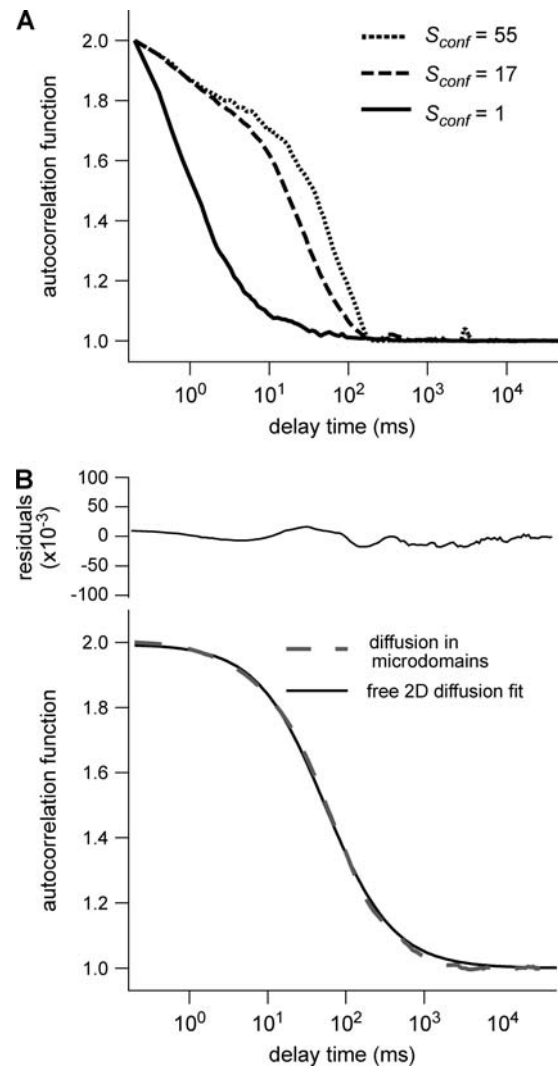 A
autocorrelation function
2.0
1.8
1.6
1.4
1.2
1.0
S_conf = 55
S_conf = 17
S_conf = 1
10^0
10^1
10^2
10^3
10^4
delay time (ms)
B
residuals
(x10^-3)
100
50
0
-50
-100
autocorrelation function
2.0
1.8
1.6
1.4
1.2
1.0
diffusion in
microdomains
free 2D diffusion fit
10^0
10^1
10^2
10^3
10^4
delay time (ms)